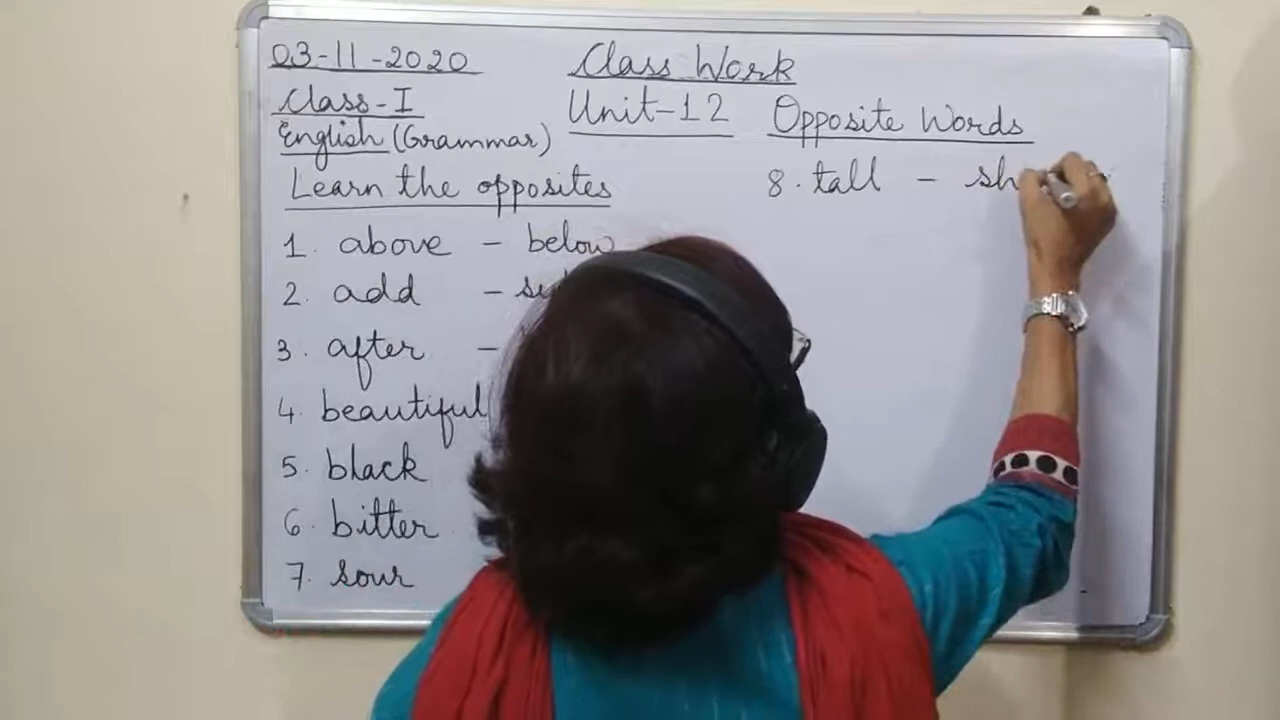 03-11-2020
Class Work
Class-I
Unit-12
Opposite Words
English (Grammar)
Learn the opposites
1. above - below
2. add -
3. after -
4. beautiful
5. black
6. bitter
7. sour
8. tall -